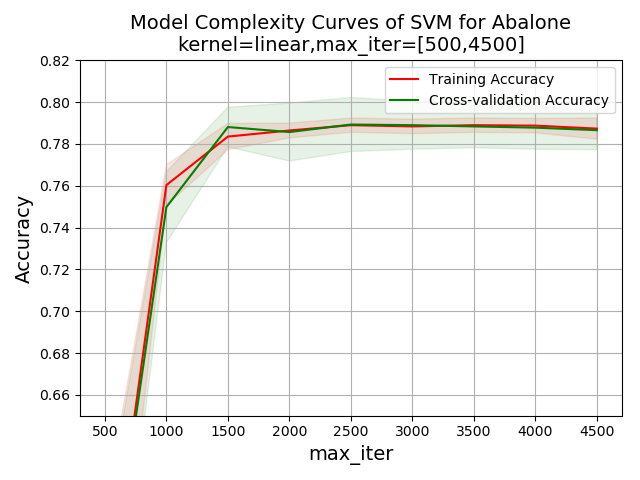 Model Complexity Curves of SVM for Abalone
kernel=linear,max_iter=[500,4500]
Training Accuracy
Cross-validation Accuracy
Accuracy
0.82
0.80
0.78
0.76
0.74
0.72
0.70
0.68
0.66
500 1000 1500 2000 2500 3000 3500 4000 4500
max_iter